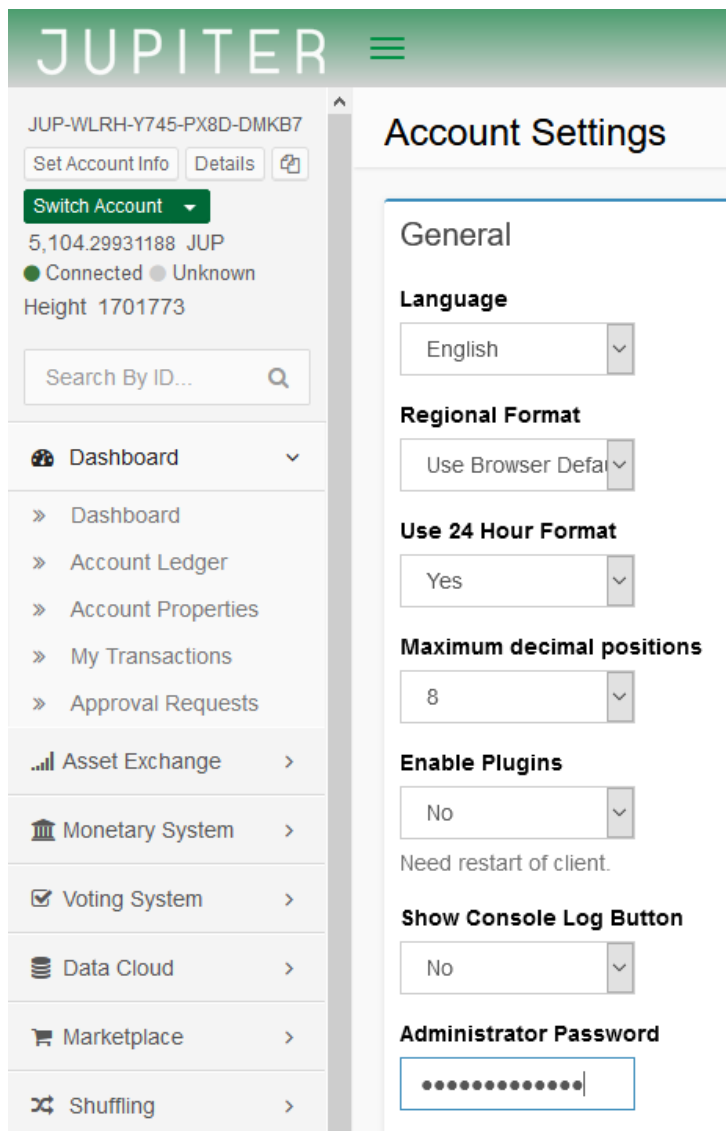 JUPITER
JUP-WLRH-Y745-PX8D-DMKB7
Set Account Info Details
Switch Account
5,104.29931188 JUP
Connected Unknown
Height 1701773
Search By ID...
Dashboard
Dashboard
Account Ledger
Account Properties
My Transactions
Approval Requests
Asset Exchange
Monetary System
Voting System
Data Cloud
Marketplace
Shuffling
Account Settings
General
Language
English
Regional Format
Use Browser Defau
Use 24 Hour Format
Yes
Maximum decimal positions
8
Enable Plugins
No
Need restart of client.
Show Console Log Button
No
Administrator Password
•••••••••••••